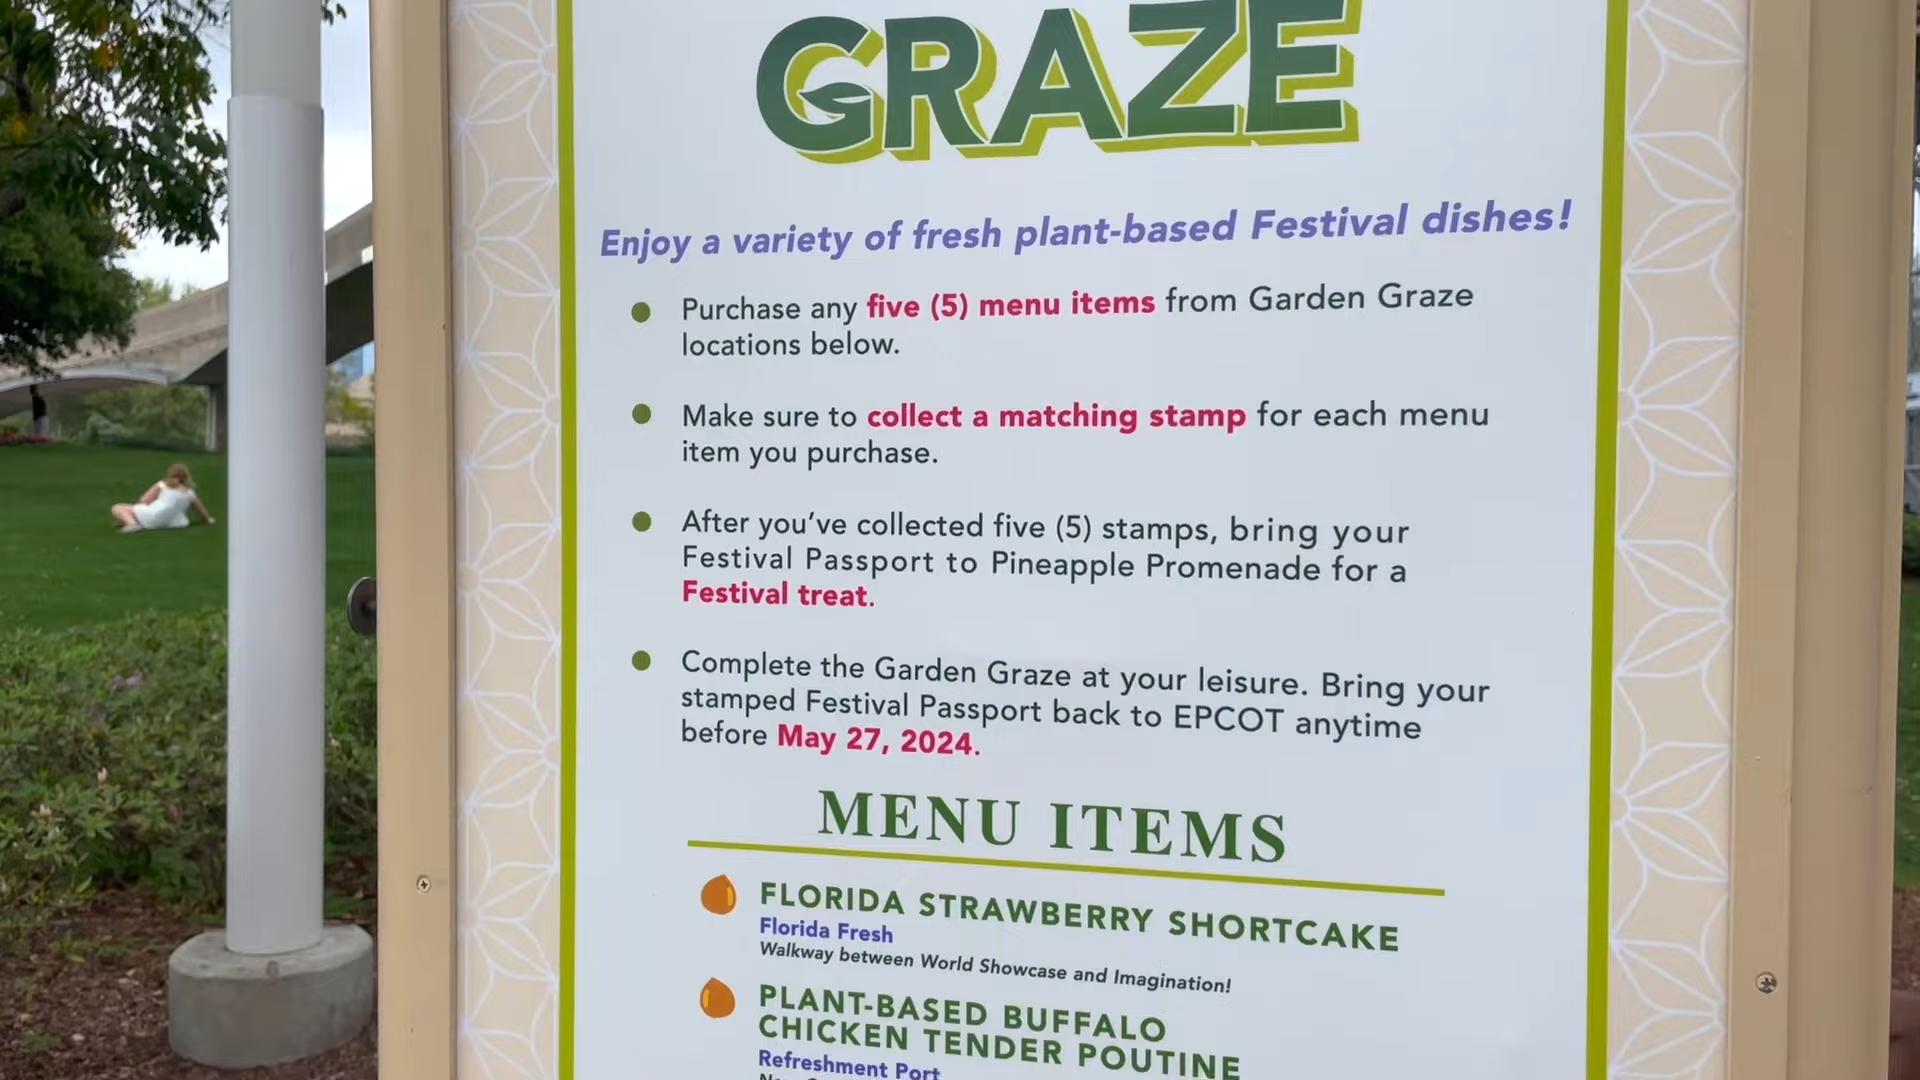 GRAZE
Enjoy a variety of fresh plant-based Festival dishes!
Purchase any five (5) menu items from Garden Graze
locations below.
Make sure to collect a matching stamp for each menu
item you purchase.
After you've collected five (5) stamps, bring your
Festival Passport to Pineapple Promenade for a
Festival treat.
Complete the Garden Graze at your leisure. Bring your
stamped Festival Passport back to EPCOT anytime
before May 27, 2024.
MENU ITEMS
FLORIDA STRAWBERRY SHORTCAKE
Florida Fresh
Walkway between World Showcase and Imagination!
PLANT-BASED BUFFALO
CHICKEN TENDER POUTINE
Refreshment Port